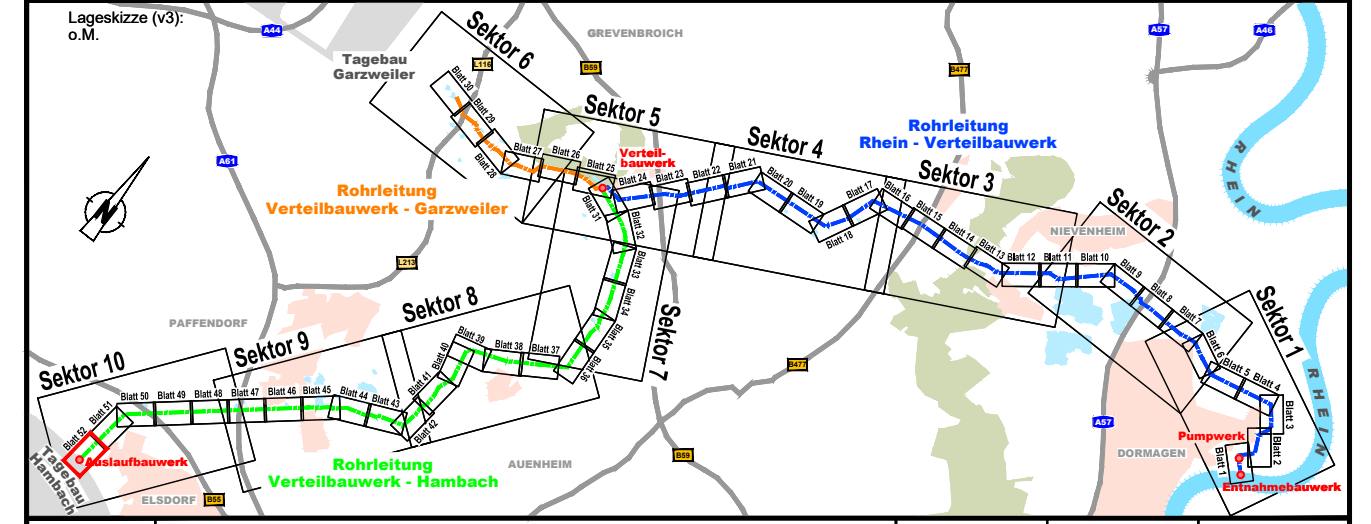 Lageskizze (v3):
o.M.
A44
Tagebau
Garzweiler
L116
Sektor 6
GREVENBROICH
B59
A57
A46
B477
Sektor 5
Sektor 4
Rohrleitung
Rhein - Verteilbauwerk
Sektor 3
Sektor 2
Sektor 1
RHEIN
A61
N
Rohrleitung
Verteilbauwerk - Garzweiler
Verteil-
bauwerk
Blatt 30
Blatt 29
Blatt 28
Blatt 27
Blatt 26
Blatt 25
Blatt 24
Blatt 23
Blatt 22
Blatt 21
Blatt 20
Blatt 19
Blatt 18
Blatt 17
Blatt 16
Blatt 15
Blatt 14
Blatt 13
Blatt 12
Blatt 11
Blatt 10
Blatt 9
Blatt 8
Blatt 7
Blatt 6
Blatt 5
Blatt 4
Blatt 3
Blatt 2
Blatt 1
NIEVENHEIM
L213
Blatt 31
Blatt 32
Blatt 33
Blatt 34
Blatt 35
Blatt 36
Blatt 37
Blatt 38
Blatt 39
Blatt 40
Blatt 41
Blatt 42
Blatt 43
Blatt 44
Blatt 45
Blatt 46
Blatt 47
Blatt 48
Blatt 49
Blatt 50
Blatt 51
Blatt 52
Sektor 7
Sektor 8
Sektor 9
Sektor 10
PAFFENDORF
B477
A57
RHEIN
Pumpwerk
DORMAGEN
Entnahmebauwerk
Auslaufbauwerk
Tagebau
Hambach
ELSDORF
B55
Rohrleitung
Verteilbauwerk - Hambach
AUENHEIM
B59